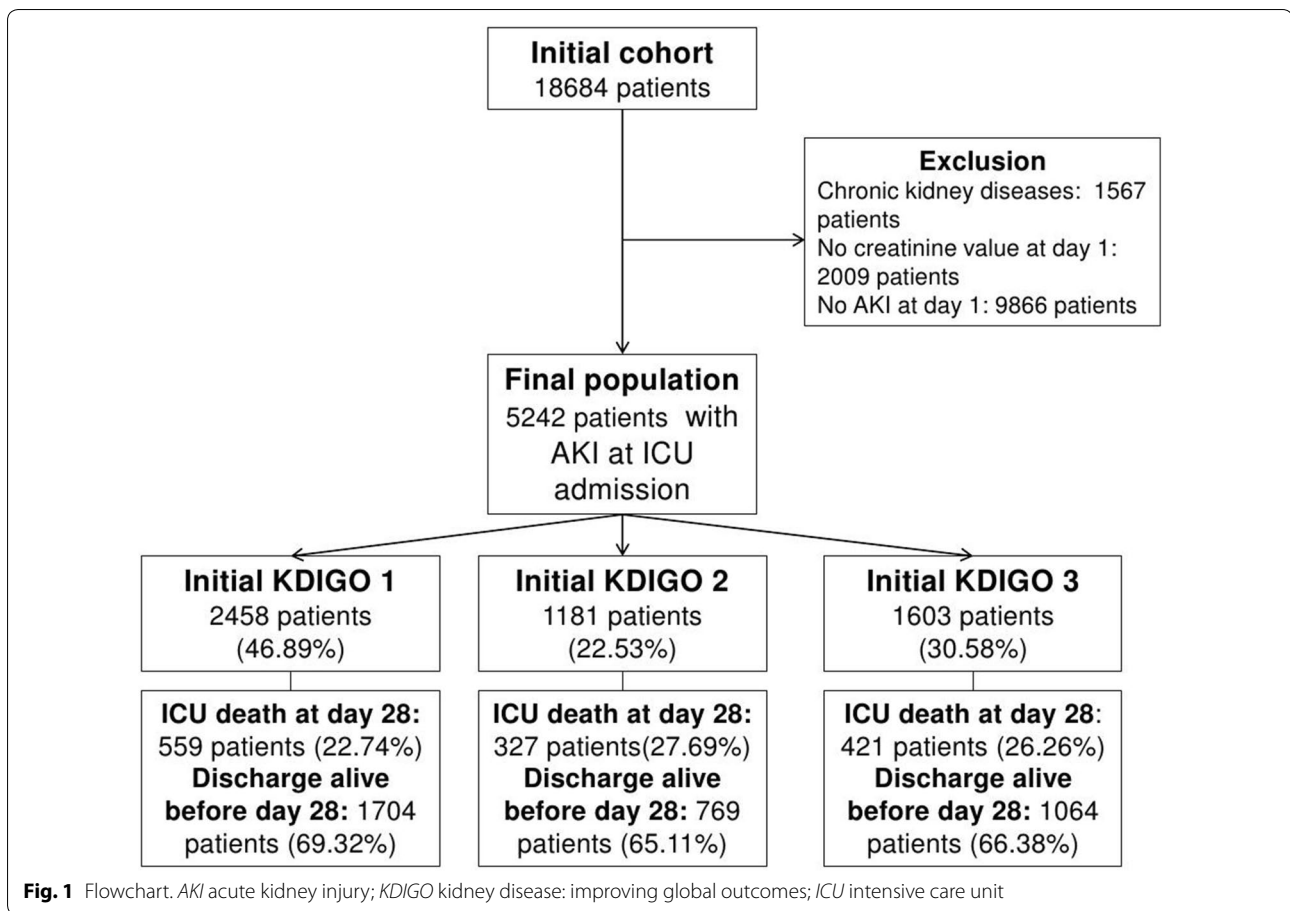 Initial cohort
18684 patients
Exclusion
Chronic kidney diseases: 1567
patients
No creatinine value at day 1:
2009 patients
No AKI at day 1: 9866 patients
Final population
5242 patients with
AKI at ICU
admission
Initial KDIGO 1
2458 patients
(46.89%)
Initial KDIGO 2
1181 patients
(22.53%)
Initial KDIGO 3
1603 patients
(30.58%)
ICU death at day 28:
559 patients (22.74%)
Discharge alive
before day 28: 1704
patients (69.32%)
ICU death at day 28:
327 patients(27.69%)
Discharge alive
before day 28: 769
patients (65.11%)
ICU death at day 28:
421 patients (26.26%)
Discharge alive
before day 28: 1064
patients (66.38%)
Fig. 1 Flowchart. AKI acute kidney injury; KDIGO kidney disease: improving global outcomes; ICU intensive care unit